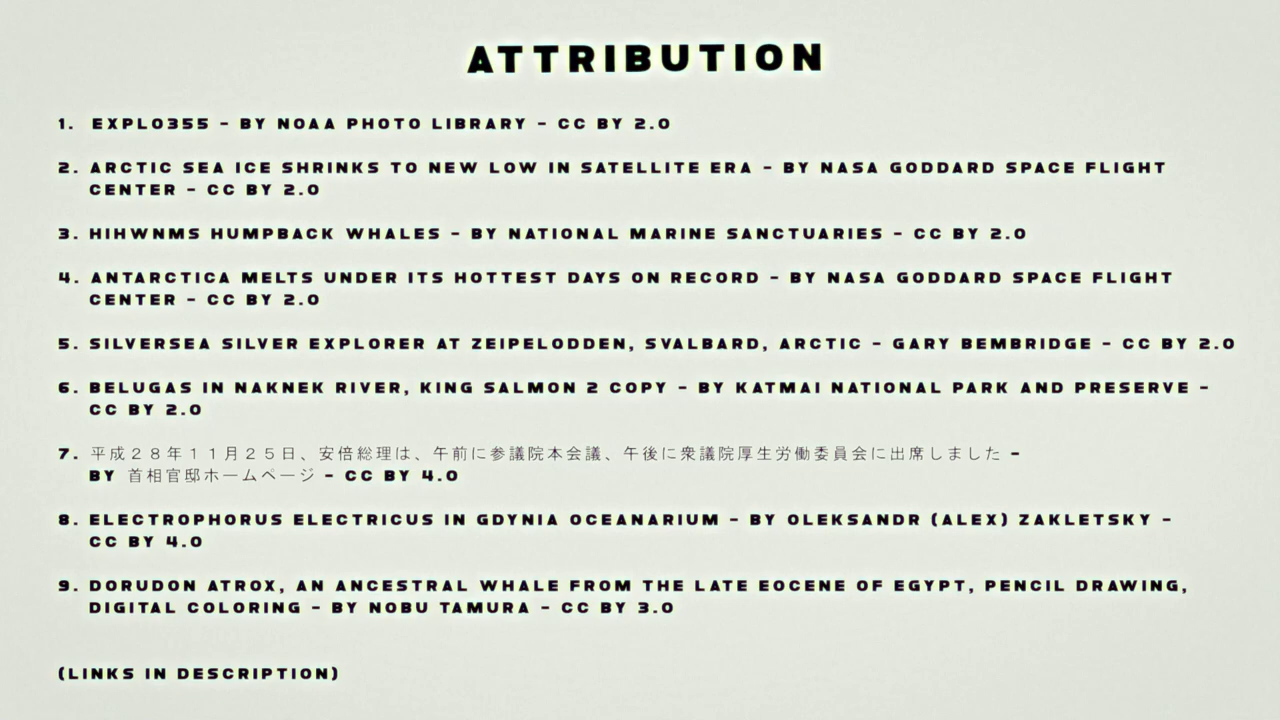 ATTRIBUTION
1. EXPL0355 - BY NOAA PHOTO LIBRARY - CC BY 2.0
2. ARCTIC SEA ICE SHRINKS TO NEW LOW IN SATELLITE ERA - BY NASA GODDARD SPACE FLIGHT
CENTER - CC BY 2.0
3. HIHWNMS HUMPBACK WHALES - BY NATIONAL MARINE SANCTUARIES - CC BY 2.0
4. ANTARCTICA MELTS UNDER ITS HOTTEST DAYS ON RECORD - BY NASA GODDARD SPACE FLIGHT
CENTER - CC BY 2.0
5. SILVERSEA SILVER EXPLORER AT ZEIPELODDEN, SVALBARD, ARCTIC - GARY BEMBRIDGE - CC BY 2.0
6. BELUGAS IN NAKNEK RIVER, KING SALMON 2 COPY - BY KATMAI NATIONAL PARK AND PRESERVE -
CC BY 2.0
7. 平成２８年１１月２５日、安倍総理は、午前に参議院本会議、午後に衆議院厚生労働委員会に出席しました -
BY 首相官邸ホームページ - CC BY 4.0
8. ELECTROPHORUS ELECTRICUS IN GDYNIA OCEANARIUM - BY OLEKSANDR (ALEX) ZAKLETSKY -
CC BY 4.0
9. DORUDON ATROX, AN ANCESTRAL WHALE FROM THE LATE EOCENE OF EGYPT, PENCIL DRAWING,
DIGITAL COLORING - BY NOBU TAMURA - CC BY 3.0
(LINKS IN DESCRIPTION)